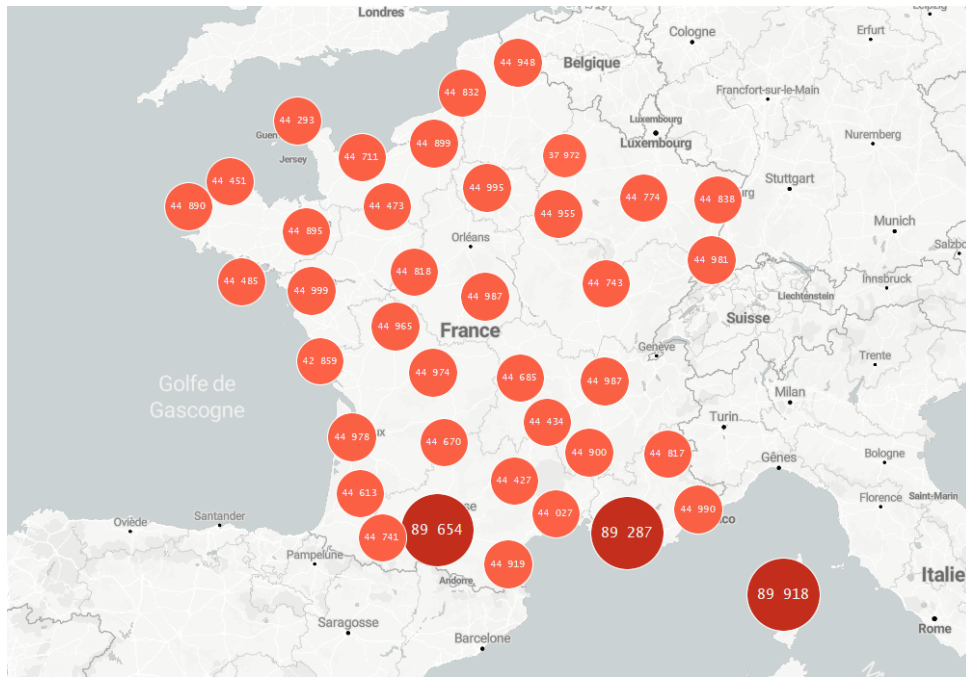 Londres
Leipzig
Cologne
Erfurt
44 948
Belgique
44 832
Francfort-sur-le-Main
44 293
Guer
Jersey
Luxembourg
Luxembourg
Nuremberg
44 899
44 711
37 972
44 451
44 995
44 774
Stuttgart
44 890
44 473
44 955
44 838
urg
44 895
Orléans
Munich
Salzbo
44 485
44 999
44 818
44 987
44 743
44 981
Innsbruck
Liechtenstein
Suisse
44 965
France
Genève
42 859
44 974
44 685
44 987
Trente
Golfe de
Gascogne
Milan
Turin
44 978
ux
44 670
44 434
44 900
44 817
Gênes
Bologne
44 613
44 427
44 990
co
Florence
Saint-Marin
Oviède
Santander
44 741
89 654
se
44 027
89 287
Pampelune
44 919
Andorre
89 918
Italie
Saragosse
Barcelone
Rome